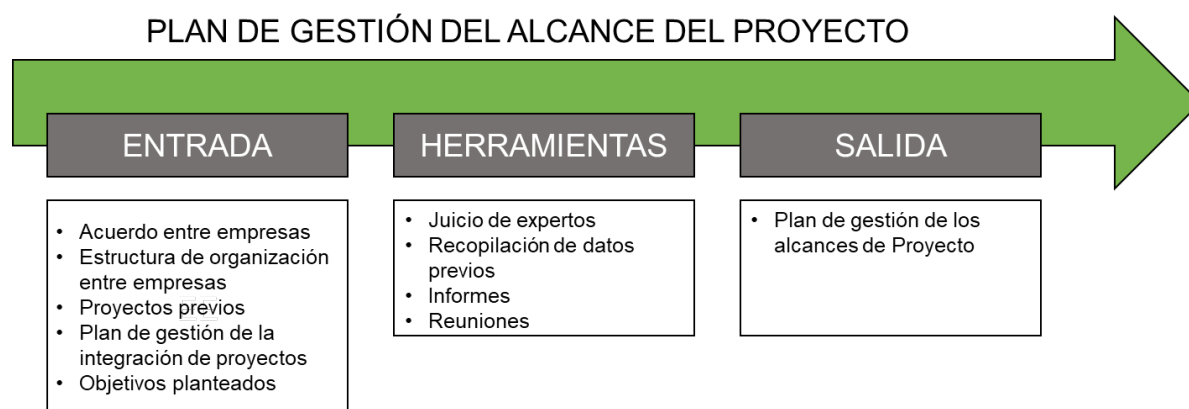 PLAN DE GESTIÓN DEL ALCANCE DEL PROYECTO
ENTRADA
• Acuerdo entre empresas
• Estructura de organización
entre empresas
• Proyectos previos
• Plan de gestión de la
integración de proyectos
• Objetivos planteados
HERRAMIENTAS
• Juicio de expertos
• Recopilación de datos
previos
• Informes
• Reuniones
SALIDA
• Plan de gestión de los
alcances de Proyecto